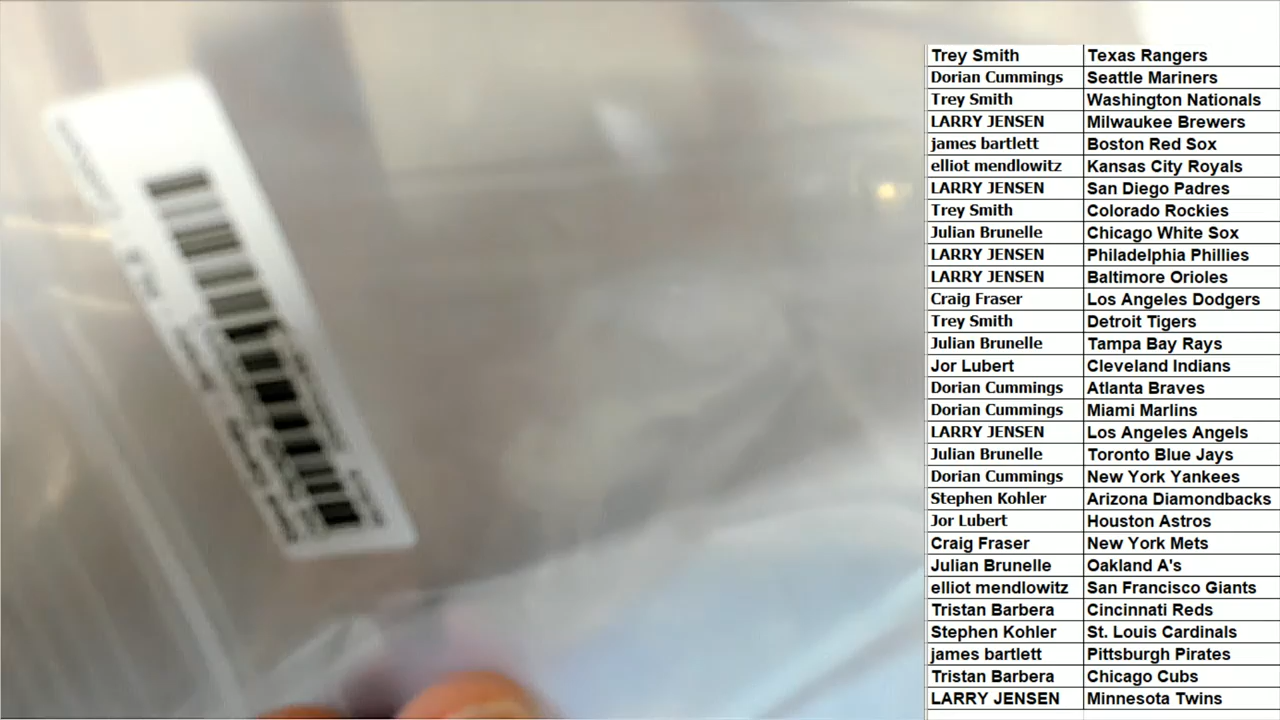 Trey Smith Texas Rangers
Dorian Cummings Seattle Mariners
Trey Smith Washington Nationals
LARRY JENSEN Milwaukee Brewers
james bartlett Boston Red Sox
elliot mendlowitz Kansas City Royals
LARRY JENSEN San Diego Padres
Trey Smith Colorado Rockies
Julian Brunelle Chicago White Sox
LARRY JENSEN Philadelphia Phillies
LARRY JENSEN Baltimore Orioles
Craig Fraser Los Angeles Dodgers
Trey Smith Detroit Tigers
Julian Brunelle Tampa Bay Rays
Jor Lubert Cleveland Indians
Dorian Cummings Atlanta Braves
Dorian Cummings Miami Marlins
LARRY JENSEN Los Angeles Angels
Julian Brunelle Toronto Blue Jays
Dorian Cummings New York Yankees
Stephen Kohler Arizona Diamondbacks
Jor Lubert Houston Astros
Craig Fraser New York Mets
Julian Brunelle Oakland A's
elliot mendlowitz San Francisco Giants
Tristan Barbera Cincinnati Reds
Stephen Kohler St. Louis Cardinals
james bartlett Pittsburgh Pirates
Tristan Barbera Chicago Cubs
LARRY JENSEN Minnesota Twins